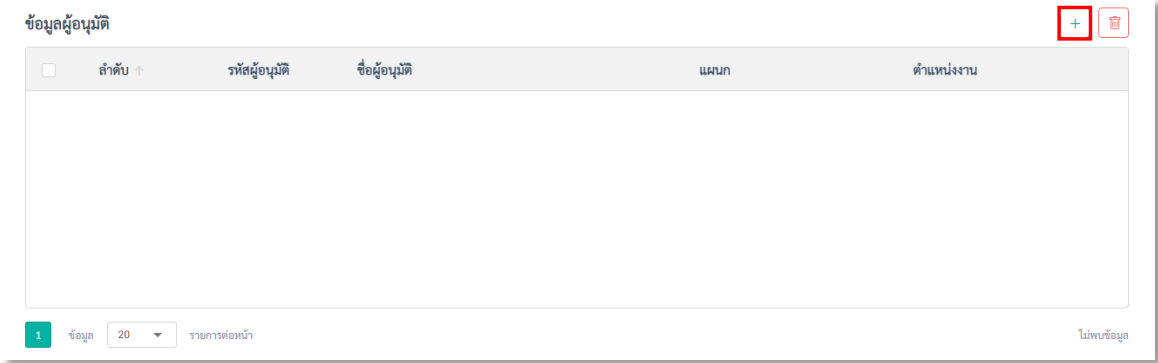 ข้อมูลผู้อนุมัติ
ลำดับ รหัสผู้อนุมัติ ชื่อผู้อนุมัติ แผนก ตำแหน่งงาน
1 ข้อมูล 20 รายการต่อหน้า ไม่พบข้อมูล